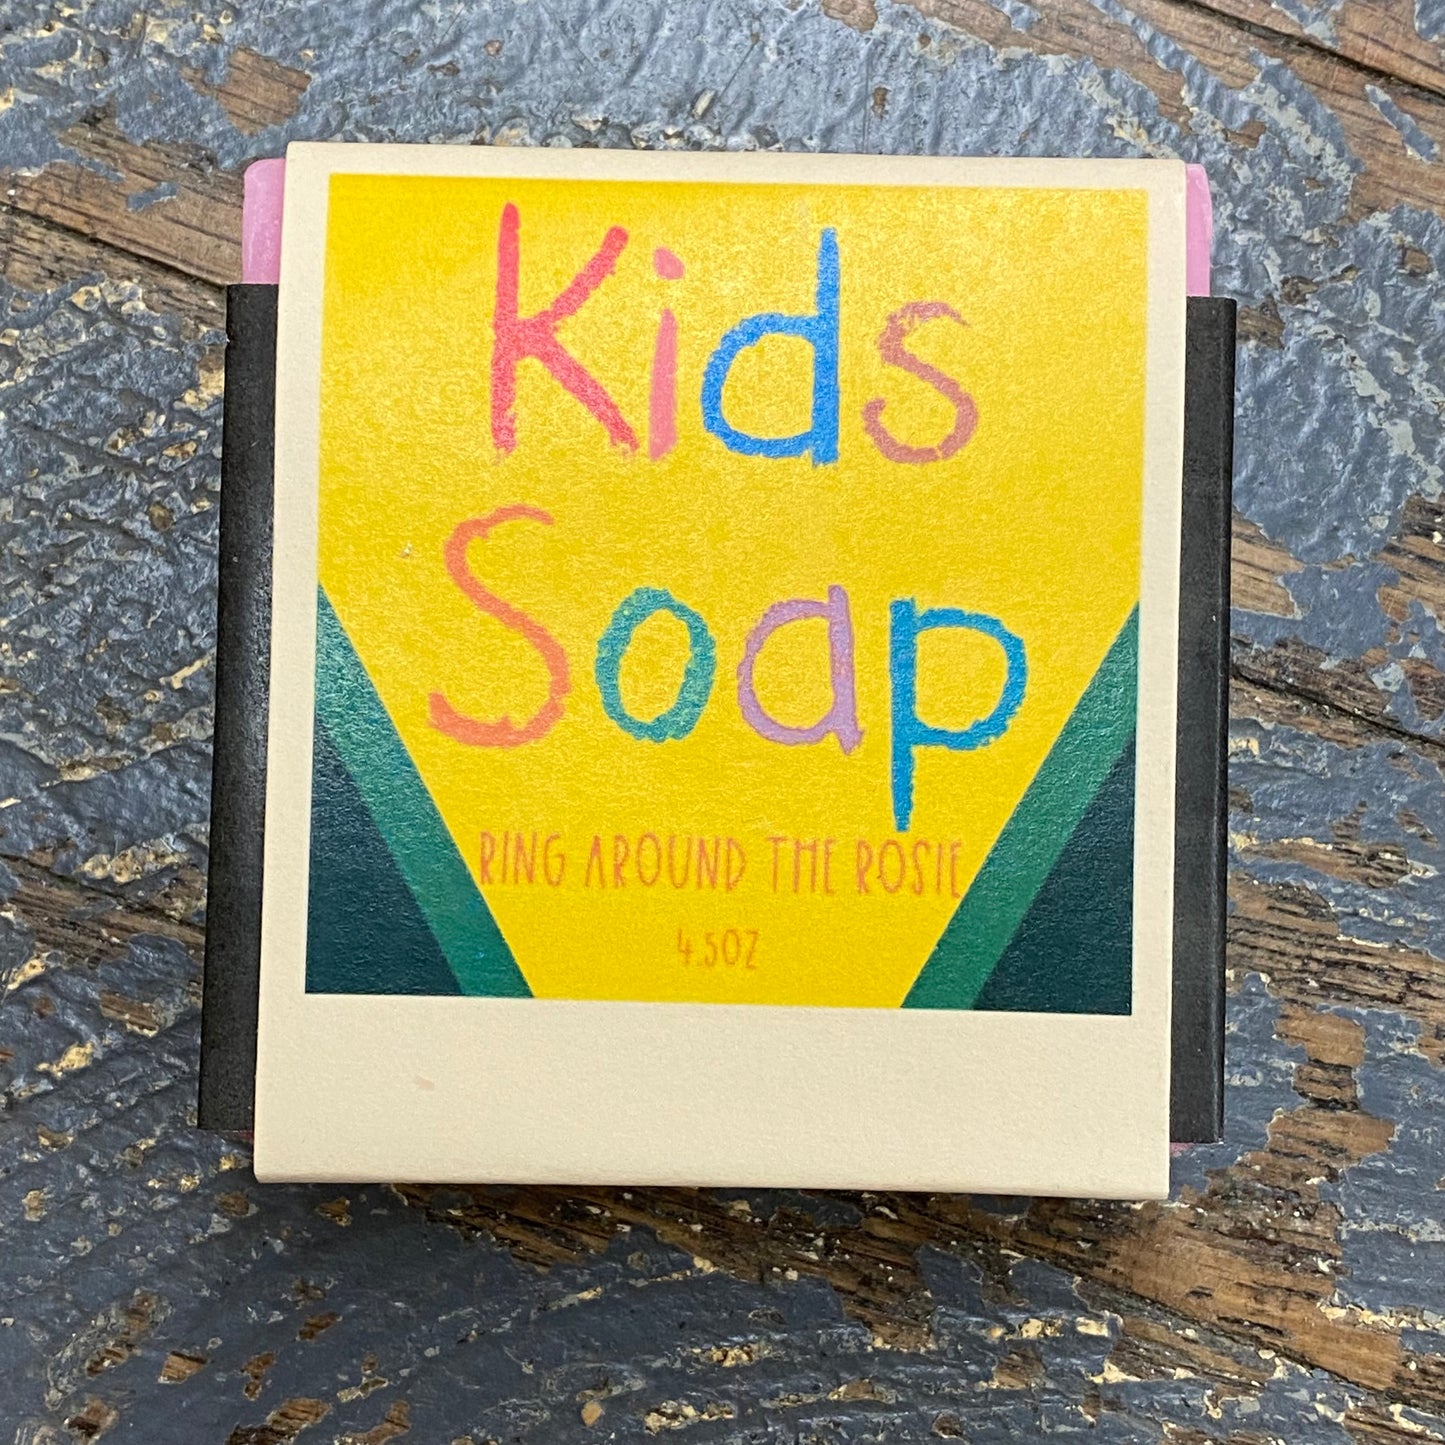 Kids
Soap
RING AROUND THE ROSIE
4.5OZ